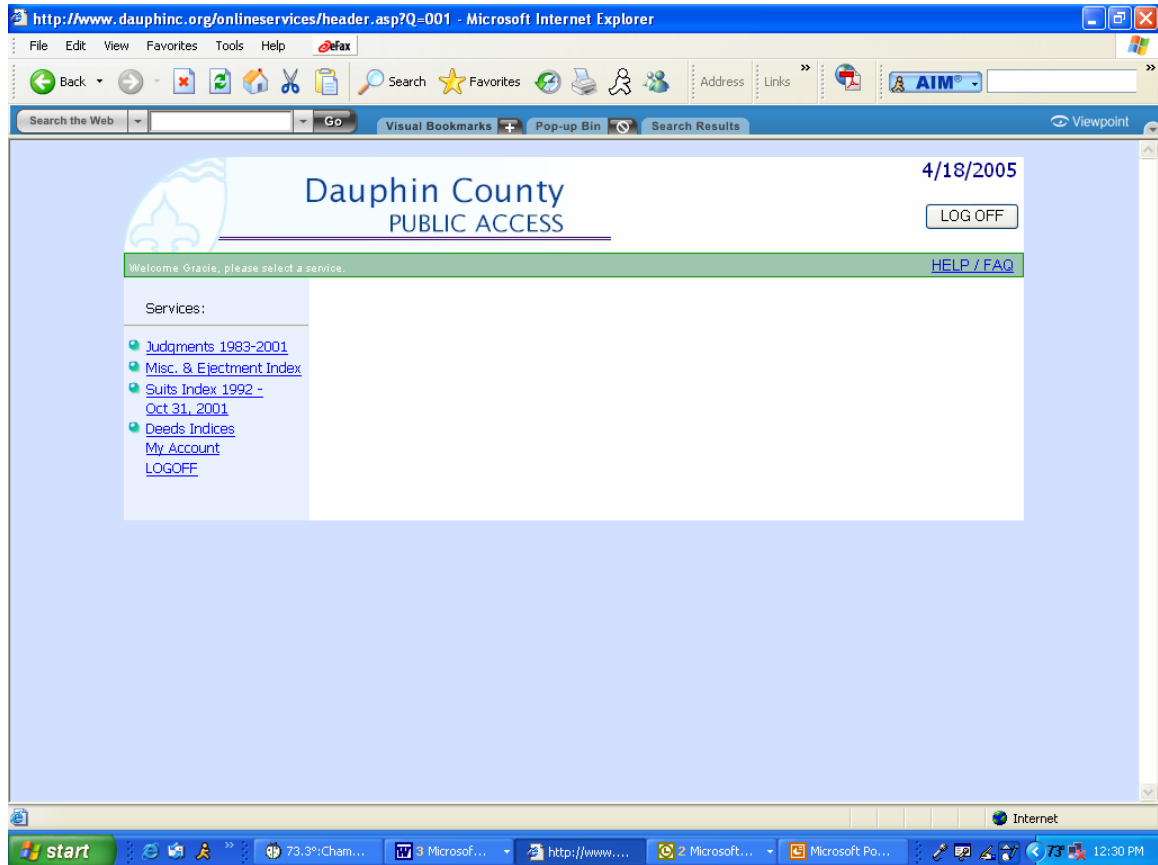 http://www.dauphinc.org/onlineservices/header.asp?Q=001 - Microsoft Internet Explorer
File Edit View Favorites Tools Help eFax
Back Search Favorites Address Links » AIM® »
Search the Web Go Visual Bookmarks Pop-up Bin Search Results Viewpoint
4/18/2005
Dauphin County
PUBLIC ACCESS
LOG OFF
Welcome Gracie, please select a service. HELP / FAQ
Services:
Judgments 1983-2001
Misc. & Ejectment Index
Suits Index 1992 -
Oct 31, 2001
Deeds Indices
My Account
LOGOFF
Internet
start » 73.3°:Cham... 3 Microsof... http://www.... 2 Microsoft... Microsoft Po... 73° 12:30 PM